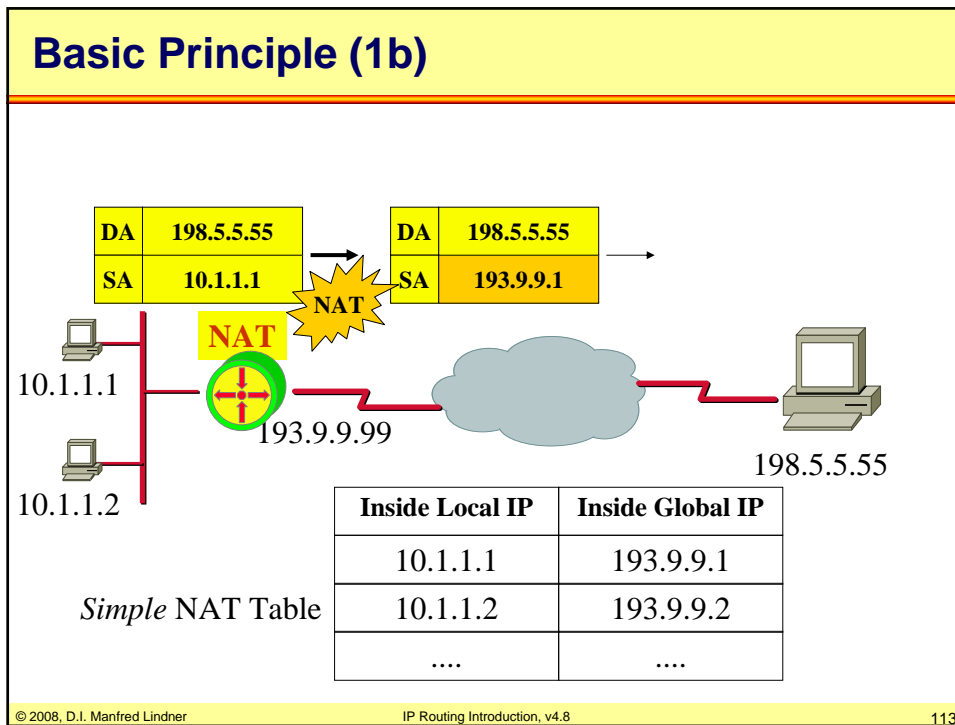 Basic Principle (1b)
DA 198.5.5.55
SA 10.1.1.1
NAT
DA 198.5.5.55
SA 193.9.9.1
NAT
10.1.1.1
193.9.9.99
10.1.1.2
198.5.5.55
Simple NAT Table
Inside Local IP Inside Global IP
10.1.1.1 193.9.9.1
10.1.1.2 193.9.9.2
.... ....
© 2008, D.I. Manfred Lindner IP Routing Introduction, v4.8 113